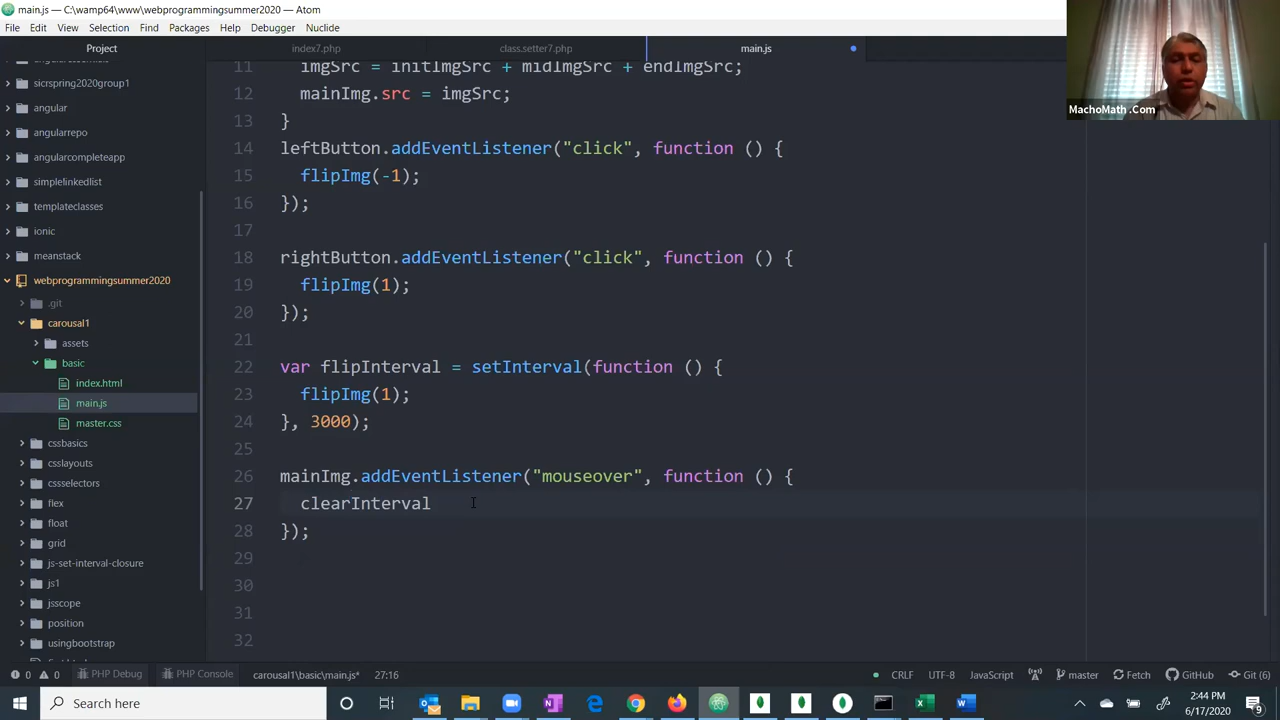 main.js — C:\wamp64\www\webprogrammingsummer2020 — Atom
File Edit View Selection Find Packages Help Debugger Nuclide
Project
index7.php
class.setter7.php
main.js
MachoMath .Com
sicrspring2020group1
angular
angularrepo
angularcompleteapp
simplelinkedlist
templateclasses
ionic
meanstack
webprogrammingsummer2020
.git
carousal1
assets
basic
index.html
main.js
master.css
cssbasics
csslayouts
cssselectors
flex
float
grid
js-set-interval-closure
js1
jsscope
position
usingbootstrap
11 imgSrc = initImgSrc + midImgSrc + endImgSrc;
12 mainImg.src = imgSrc;
13 }
14 leftButton.addEventListener("click", function () {
15 flipImg(-1);
16 });
17
18 rightButton.addEventListener("click", function () {
19 flipImg(1);
20 });
21
22 var flipInterval = setInterval(function () {
23 flipImg(1);
24 }, 3000);
25
26 mainImg.addEventListener("mouseover", function () {
27 clearInterval
28 });
29
30
31
32
0 0 PHP Debug PHP Console carousal1\basic\main.js* 27:16 CRLF UTF-8 JavaScript master Fetch GitHub Git (6)
Type here to search
2:44 PM
6/17/2020
9